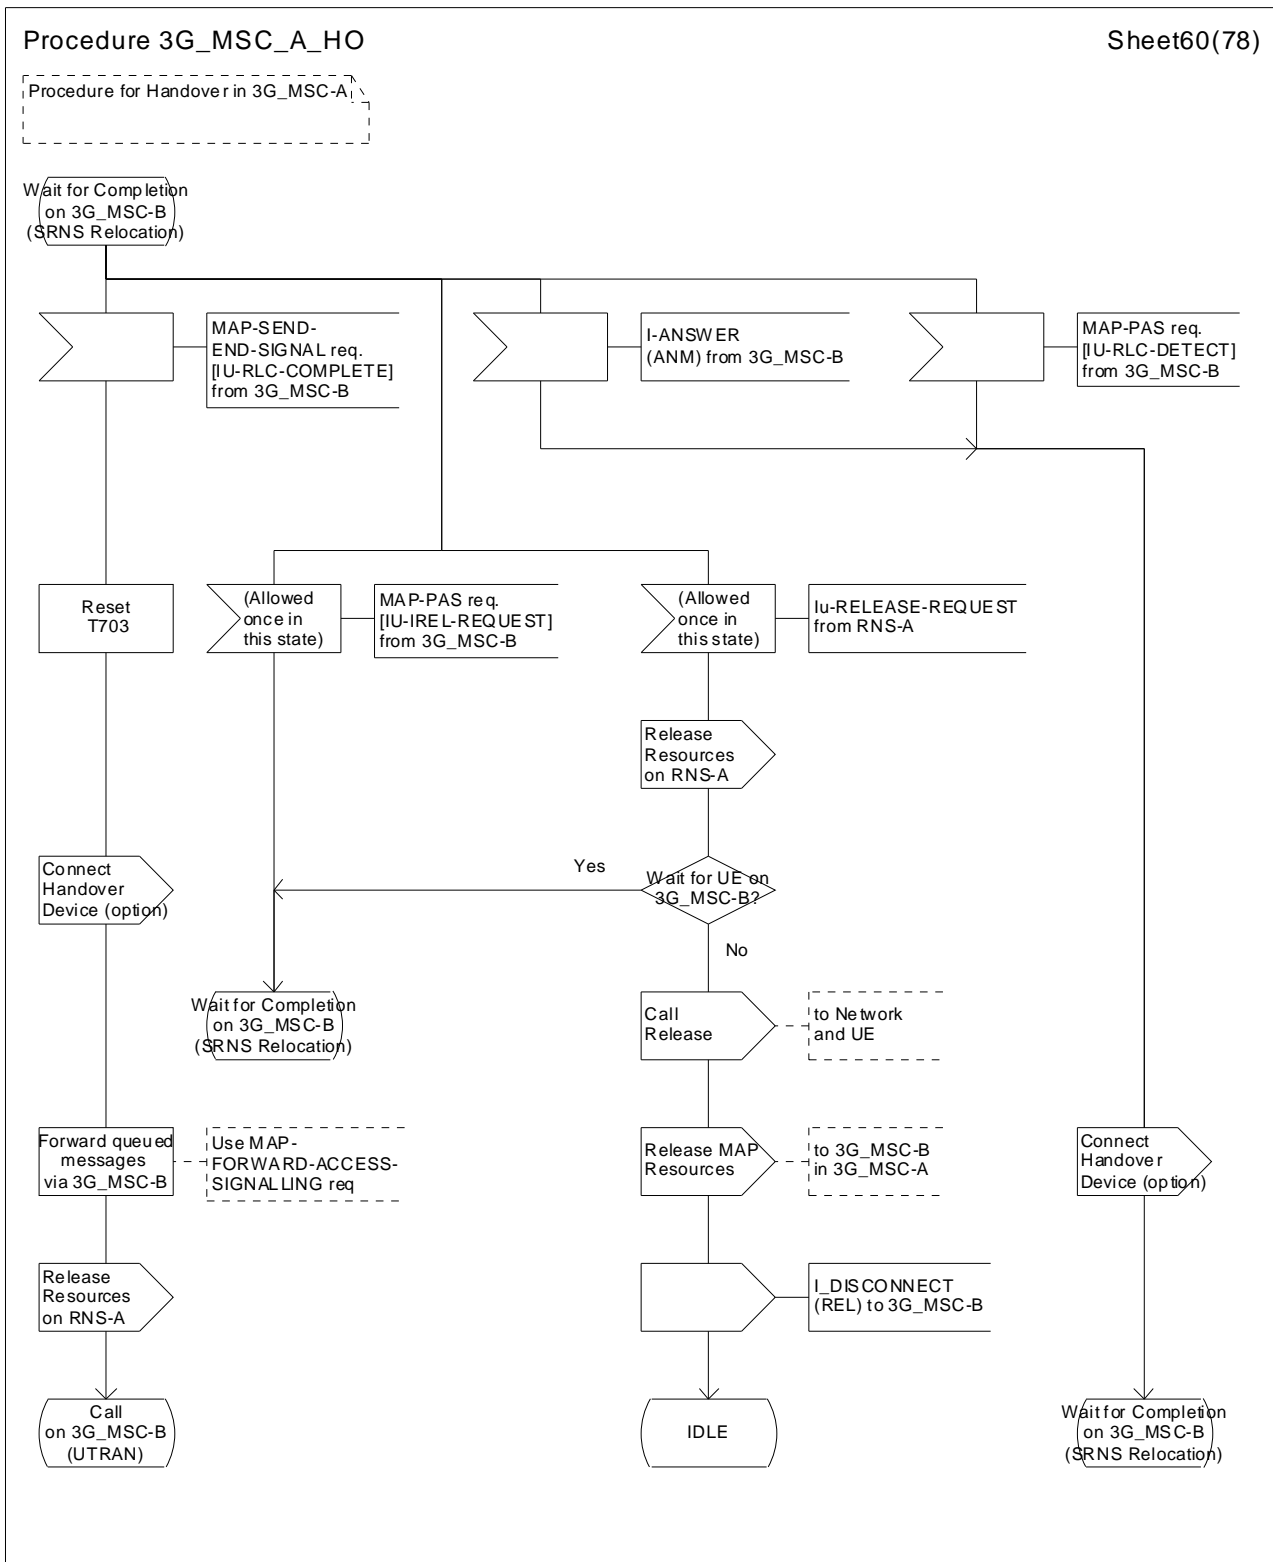 Procedure 3G_MSC_A_HO
Sheet60(78)
Procedure for Handover in 3G_MSC-A
Wait for Completion
on 3G_MSC-B
(SRNS Relocation)
MAP-SEND-
END-SIGNAL req.
[IU-RLC-COMPLETE]
from 3G_MSC-B
I-ANSWER
(ANM) from 3G_MSC-B
MAP-PAS req.
[IU-RLC-DETECT]
from 3G_MSC-B
Reset
T703
(Allowed
once in
this state)
MAP-PAS req.
[IU-IREL-REQUEST]
from 3G_MSC-B
(Allowed
once in
this state)
Iu-RELEASE-REQUEST
from RNS-A
Release
Resources
on RNS-A
Connect
Handover
Device (option)
Yes
Wait for UE on
3G_MSC-B?
No
Wait for Completion
on 3G_MSC-B
(SRNS Relocation)
Call
Release
to Network
and UE
Forward queued
messages
via 3G_MSC-B
Use MAP-
FORWARD-ACCESS-
SIGNALLING req
Release MAP
Resources
to 3G_MSC-B
in 3G_MSC-A
Connect
Handover
Device (option)
Release
Resources
on RNS-A
I_DISCONNECT
(REL) to 3G_MSC-B
Call
on 3G_MSC-B
(UTRAN)
IDLE
Wait for Completion
on 3G_MSC-B
(SRNS Relocation)